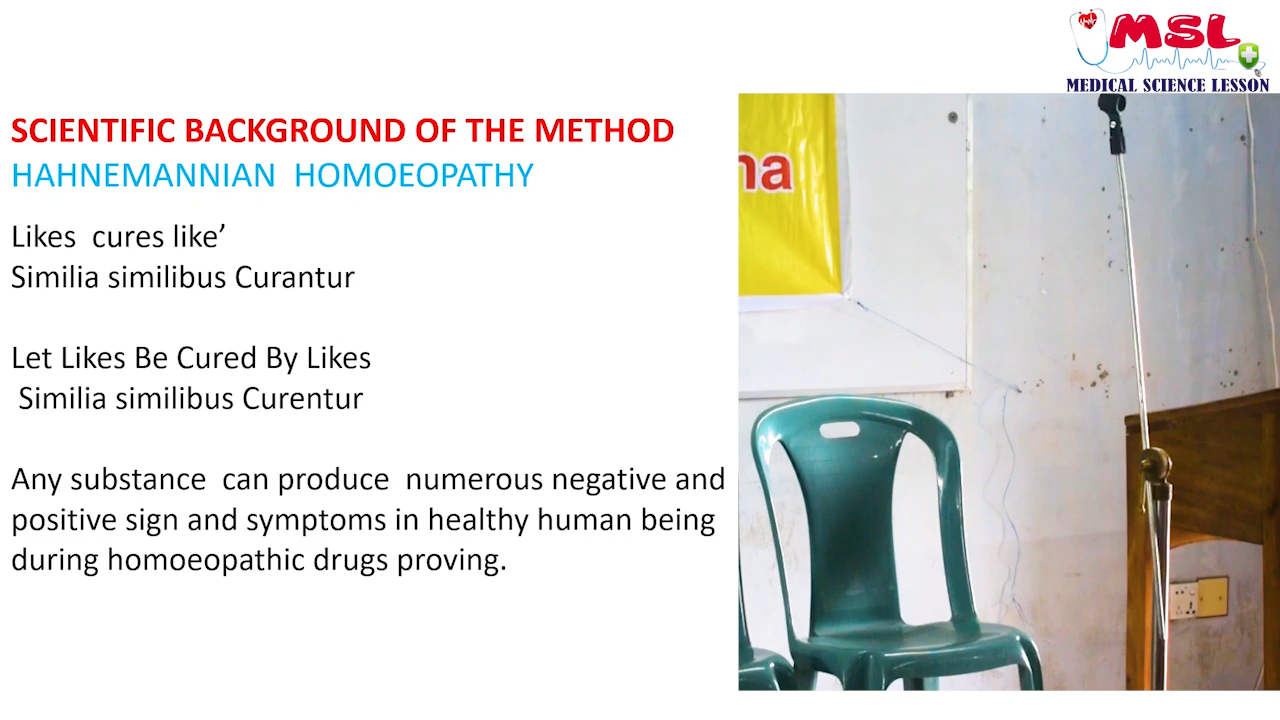 MSL
MEDICAL SCIENCE LESSON
SCIENTIFIC BACKGROUND OF THE METHOD
HAHNEMANNIAN HOMOEOPATHY
Likes cures like’
Similia similibus Curantur
Let Likes Be Cured By Likes
Similia similibus Curentur
Any substance can produce numerous negative and
positive sign and symptoms in healthy human being
during homoeopathic drugs proving.